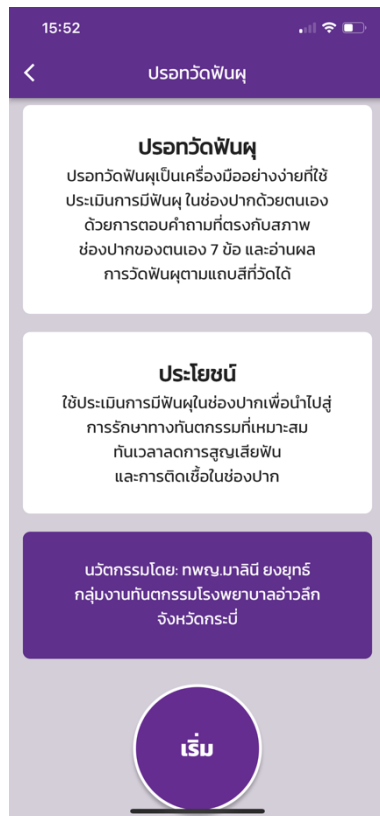 15:52
ปรอทวัดฟันผุ
ปรอทวัดฟันผุ
ปรอทวัดฟันผุเป็นเครื่องมืออย่างง่ายที่ใช้
ประเมินการมีฟันผุ ในช่องปากด้วยตนเอง
ด้วยการตอบคำถามที่ตรงกับสภาพ
ช่องปากของตนเอง 7 ข้อ และอ่านผล
การวัดฟันผุตามแถบสีที่วัดได้
ประโยชน์
ใช้ประเมินการมีฟันผุในช่องปากเพื่อนำไปสู่
การรักษาทางทันตกรรมที่เหมาะสม
ทันเวลาลดการสูญเสียฟัน
และการติดเชื้อในช่องปาก
นวัตกรรมโดย: ทพญ.มาลินี ยงยุทธ์
กลุ่มงานทันตกรรมโรงพยาบาลอ่าวลึก
จังหวัดกระบี่
เริ่ม